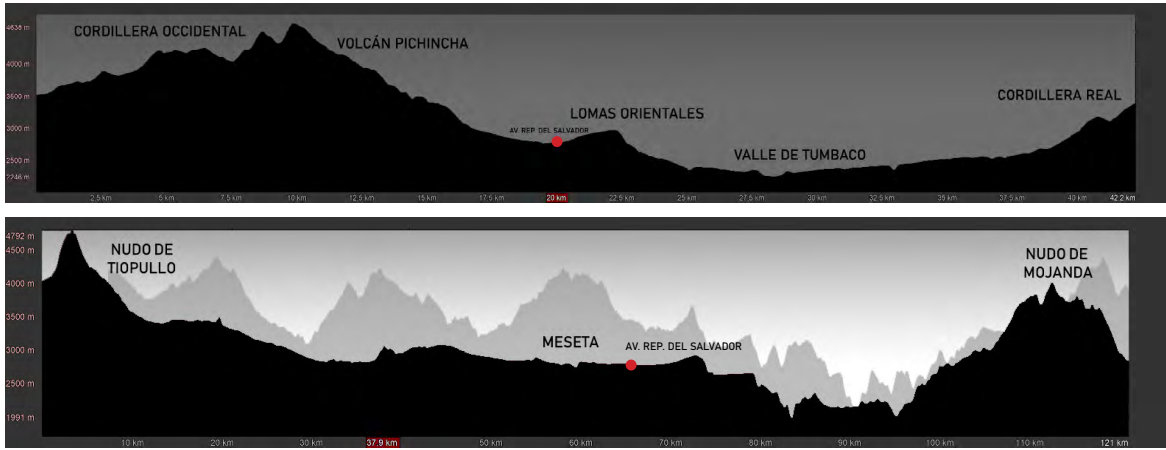 4638 m
CORDILLERA OCCIDENTAL
VOLCÁN PICHINCHA
4000 m
CORDILLERA REAL
3500 m
LOMAS ORIENTALES
3000 m
AV. REP. DEL SALVADOR
VALLE DE TUMBACO
2500 m
2246 m
2,5 km 5 km 7,5 km 10 km 12,5 km 15 km 17,5 km 20 km 22,5 km 25 km 27,5 km 30 km 32,5 km 35 km 37,5 km 40 km 42,2 km
4792 m
4500 m
NUDO DE
TIOPULLO
NUDO DE
MOJANDA
4000 m
3500 m
3000 m
MESETA
AV. REP. DEL SALVADOR
2500 m
1991 m
10 km 20 km 30 km 37,9 km 50 km 60 km 70 km 80 km 90 km 100 km 110 km 121 km